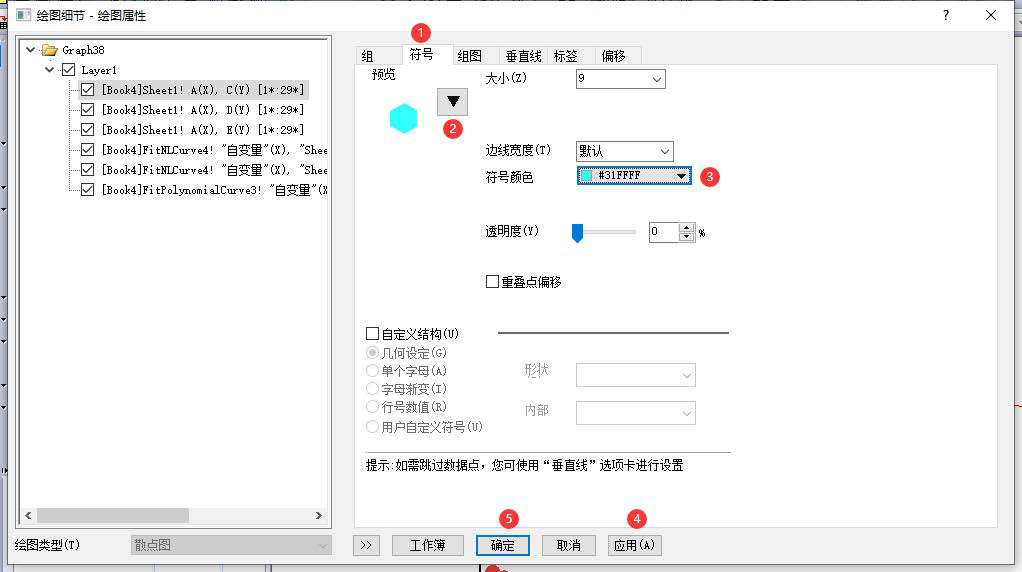 绘图细节 - 绘图属性
?
Graph38
Layer1
[Book4]Sheet1! A(X), C(Y) [1*:29*]
[Book4]Sheet1! A(X), D(Y) [1*:29*]
[Book4]Sheet1! A(X), E(Y) [1*:29*]
[Book4]FitNLCurve4! "自变量"(X), "Shee
[Book4]FitNLCurve4! "自变量"(X), "Shee
[Book4]FitPolynomialCurve3! "自变量"(X
绘图类型(T) 散点图
1
组 符号 组图 垂直线 标签 偏移
预览
2
大小(Z) 9
边线宽度(T) 默认
符号颜色 #31FFFF 3
透明度(Y) 0 %
重叠点偏移
自定义结构(U)
几何设定(G)
单个字母(A)
字母渐变(I)
行号数值(R)
用户自定义符号(U)
形状
内部
提示:如需跳过数据点，您可使用“垂直线”选项卡进行设置
5 4
>> 工作簿 确定 取消 应用(A)